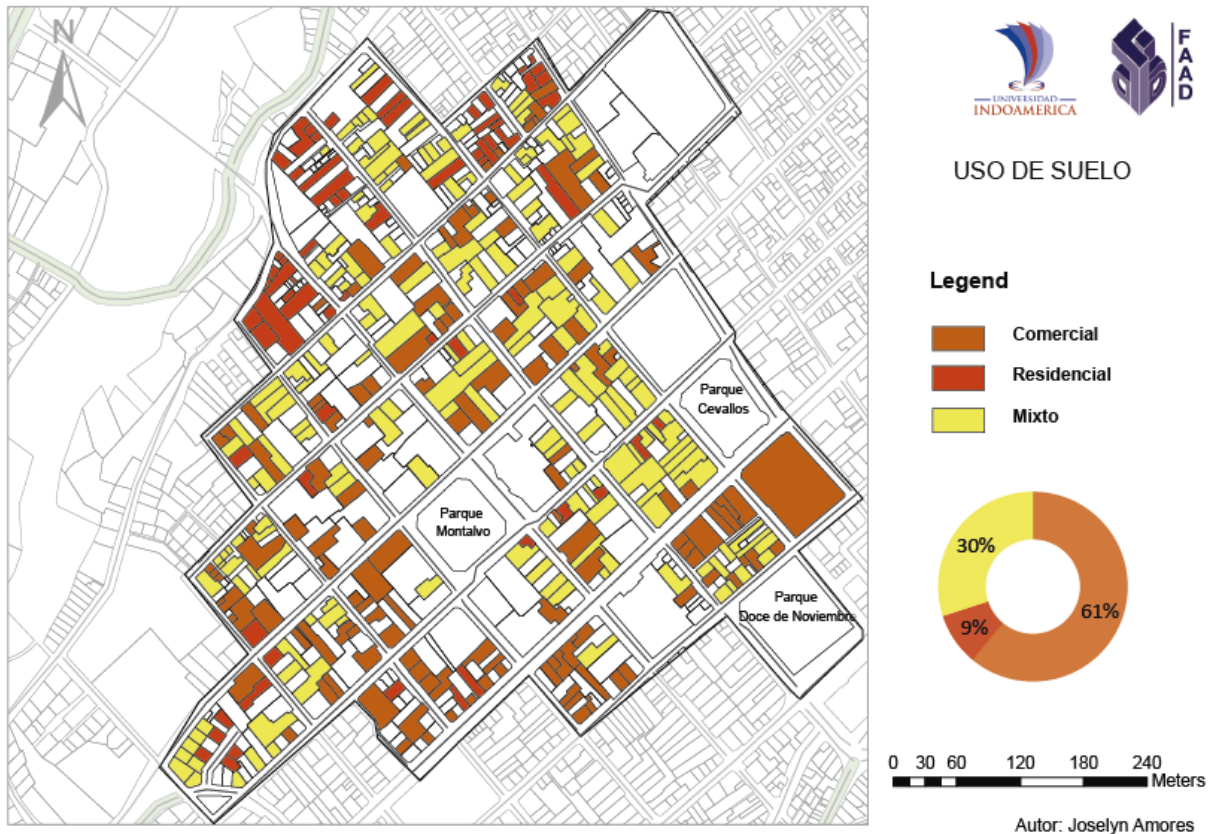 N
Parque
Cevallos
Parque
Montalvo
Parque
Doce de Noviembre
UNIVERSIDAD
INDOAMERICA
FAAD
USO DE SUELO
Legend
Comercial
Residencial
Mixto
30%
61%
9%
0 30 60 120 180 240
Meters
Autor: Joselyn Amores